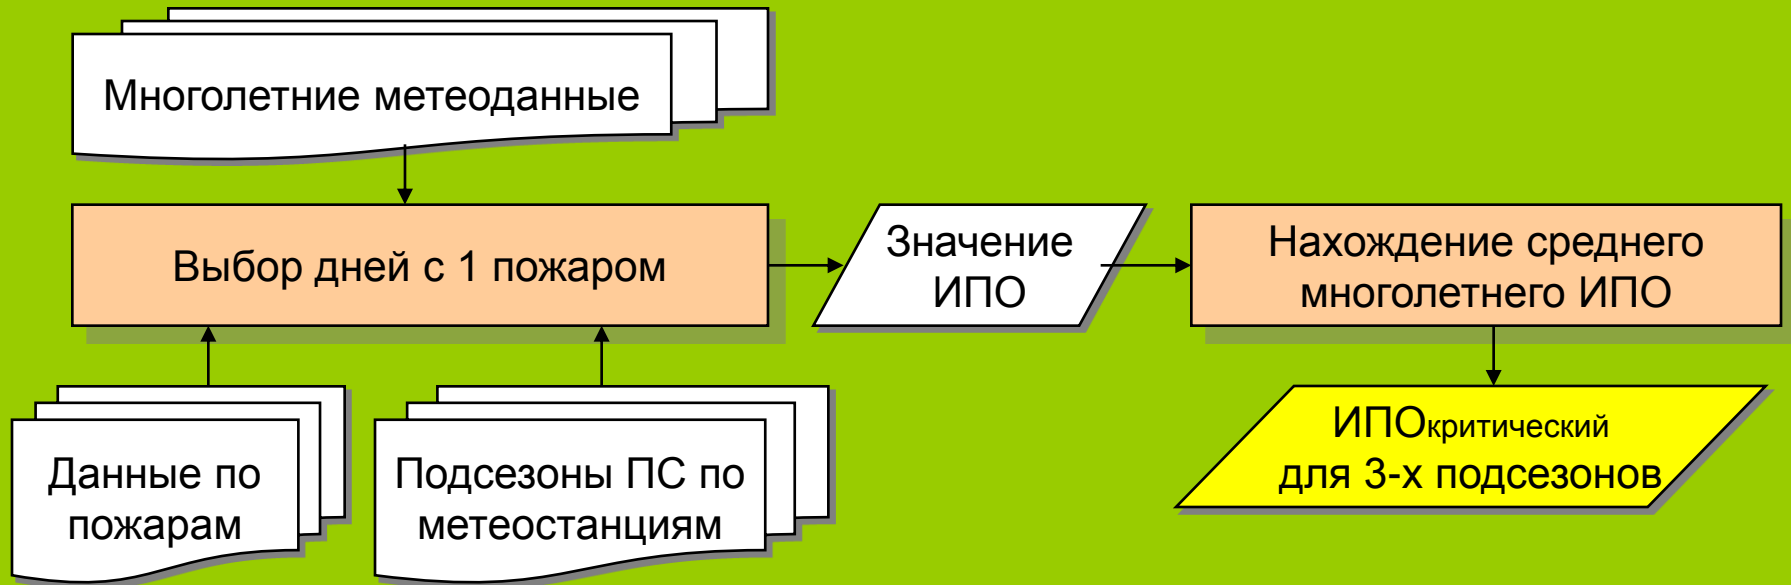 Многолетние метеоданные
Выбор дней с 1 пожаром
Значение
ИПО
Нахождение среднего
многолетнего ИПО
Данные по
пожарам
Подсезоны ПС по
метеостанциям
ИПОкритический
для 3-х подсезонов